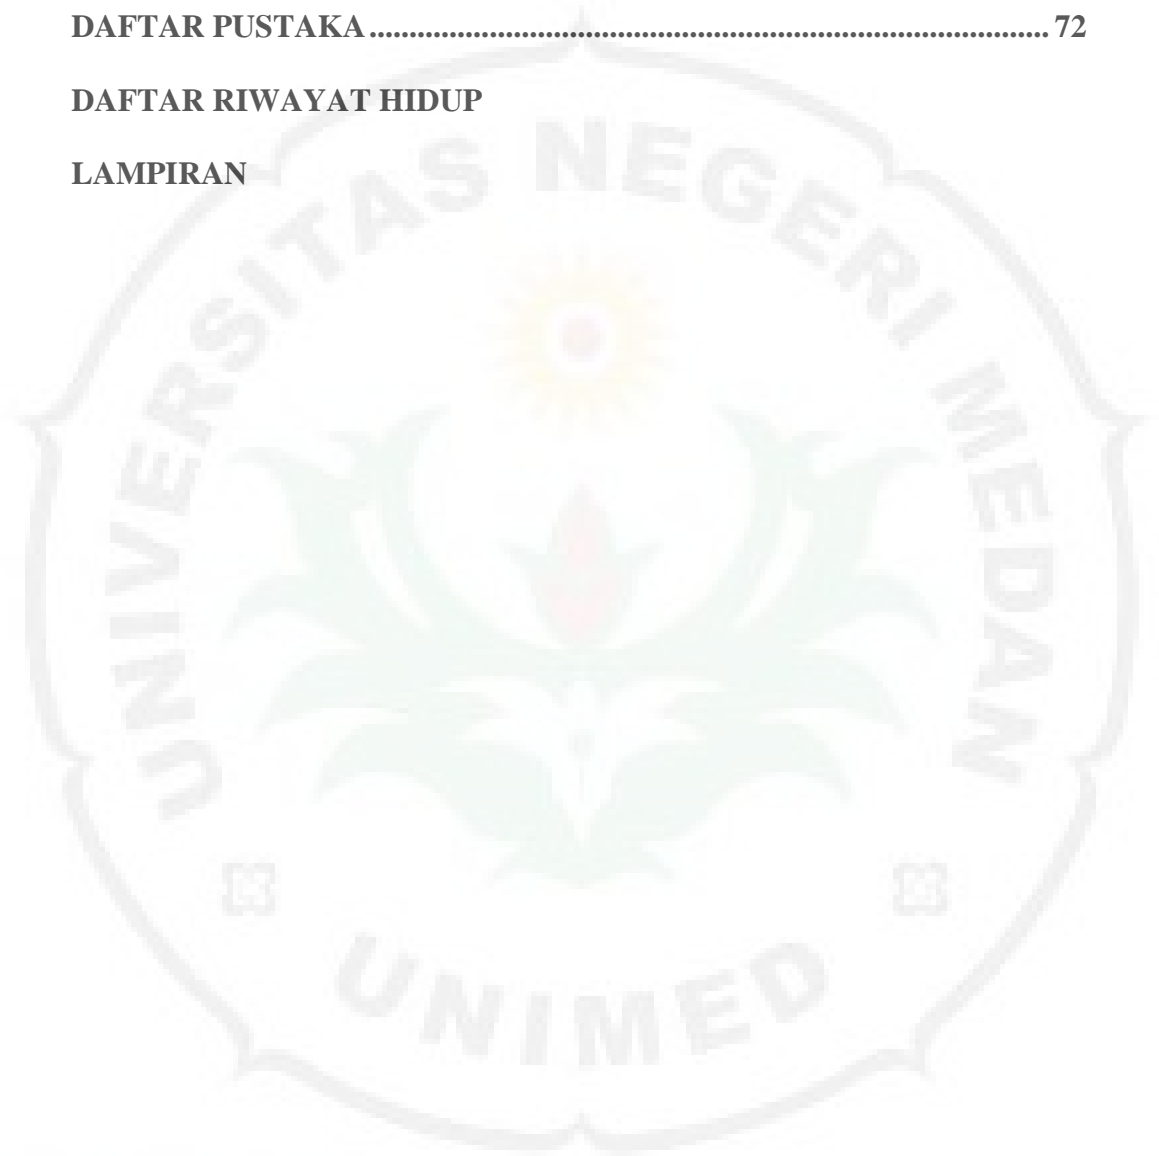 DAFTAR PUSTAKA..................................................................................... 72
DAFTAR RIWAYAT HIDUP
LAMPIRAN
UNIVERSITAS NEGERI MEDAN
UNIMED